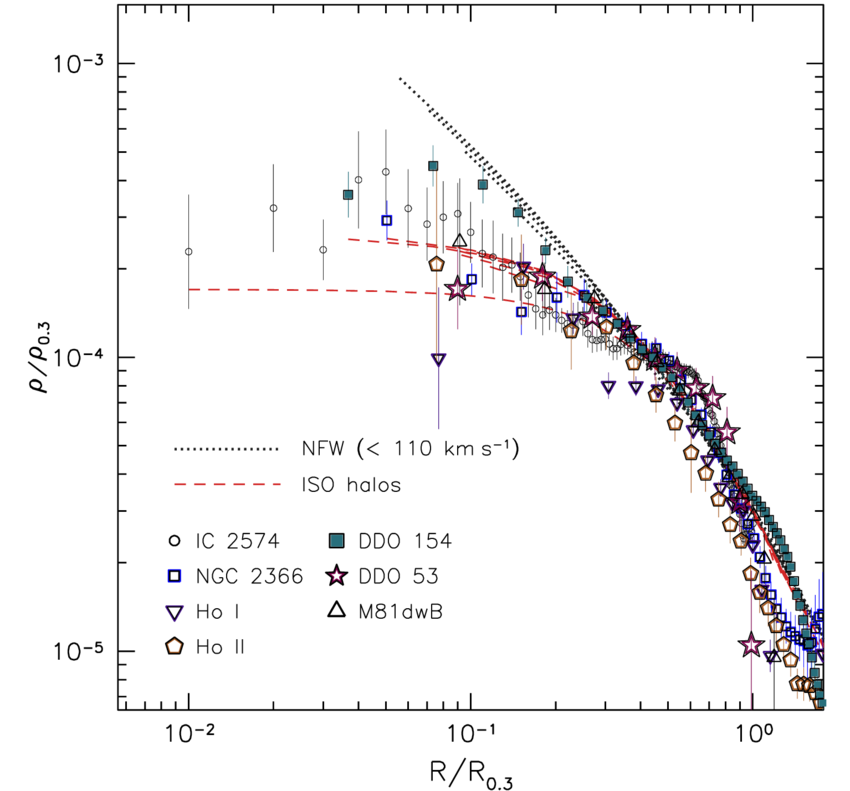 10⁻³
10⁻⁴
10⁻⁵
ρ/ρ0.3
NFW (< 110 km s⁻¹)
ISO halos
IC 2574
DDO 154
NGC 2366
DDO 53
Ho I
M81dwB
Ho II
10⁻²
10⁻¹
10⁰
R/R0.3